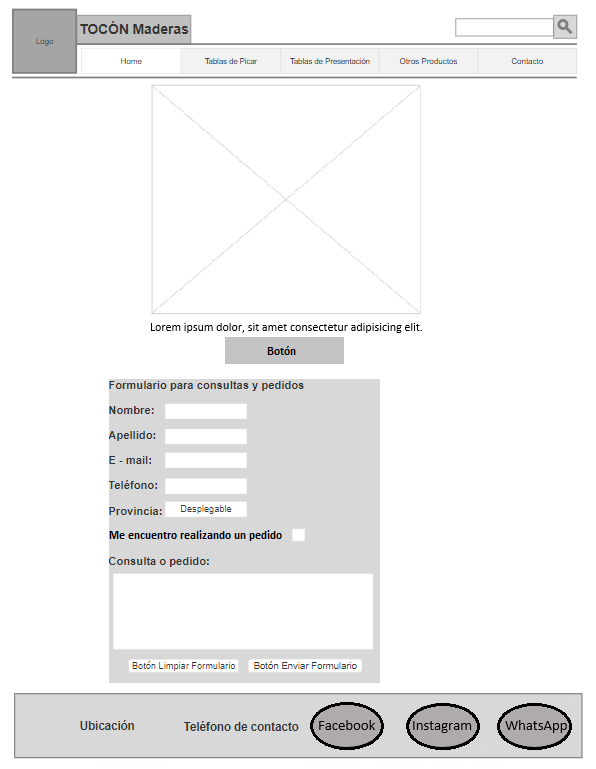 Logo
TOCÓN Maderas
Home
Tablas de Picar
Tablas de Presentación
Otros Productos
Contacto
Lorem ipsum dolor, sit amet consectetur adipisicing elit.
Botón
Formulario para consultas y pedidos
Nombre:
Apellido:
E - mail:
Teléfono:
Provincia: Desplegable
Me encuentro realizando un pedido
Consulta o pedido:
Botón Limpiar Formulario
Botón Enviar Formulario
Ubicación
Teléfono de contacto
Facebook
Instagram
WhatsApp